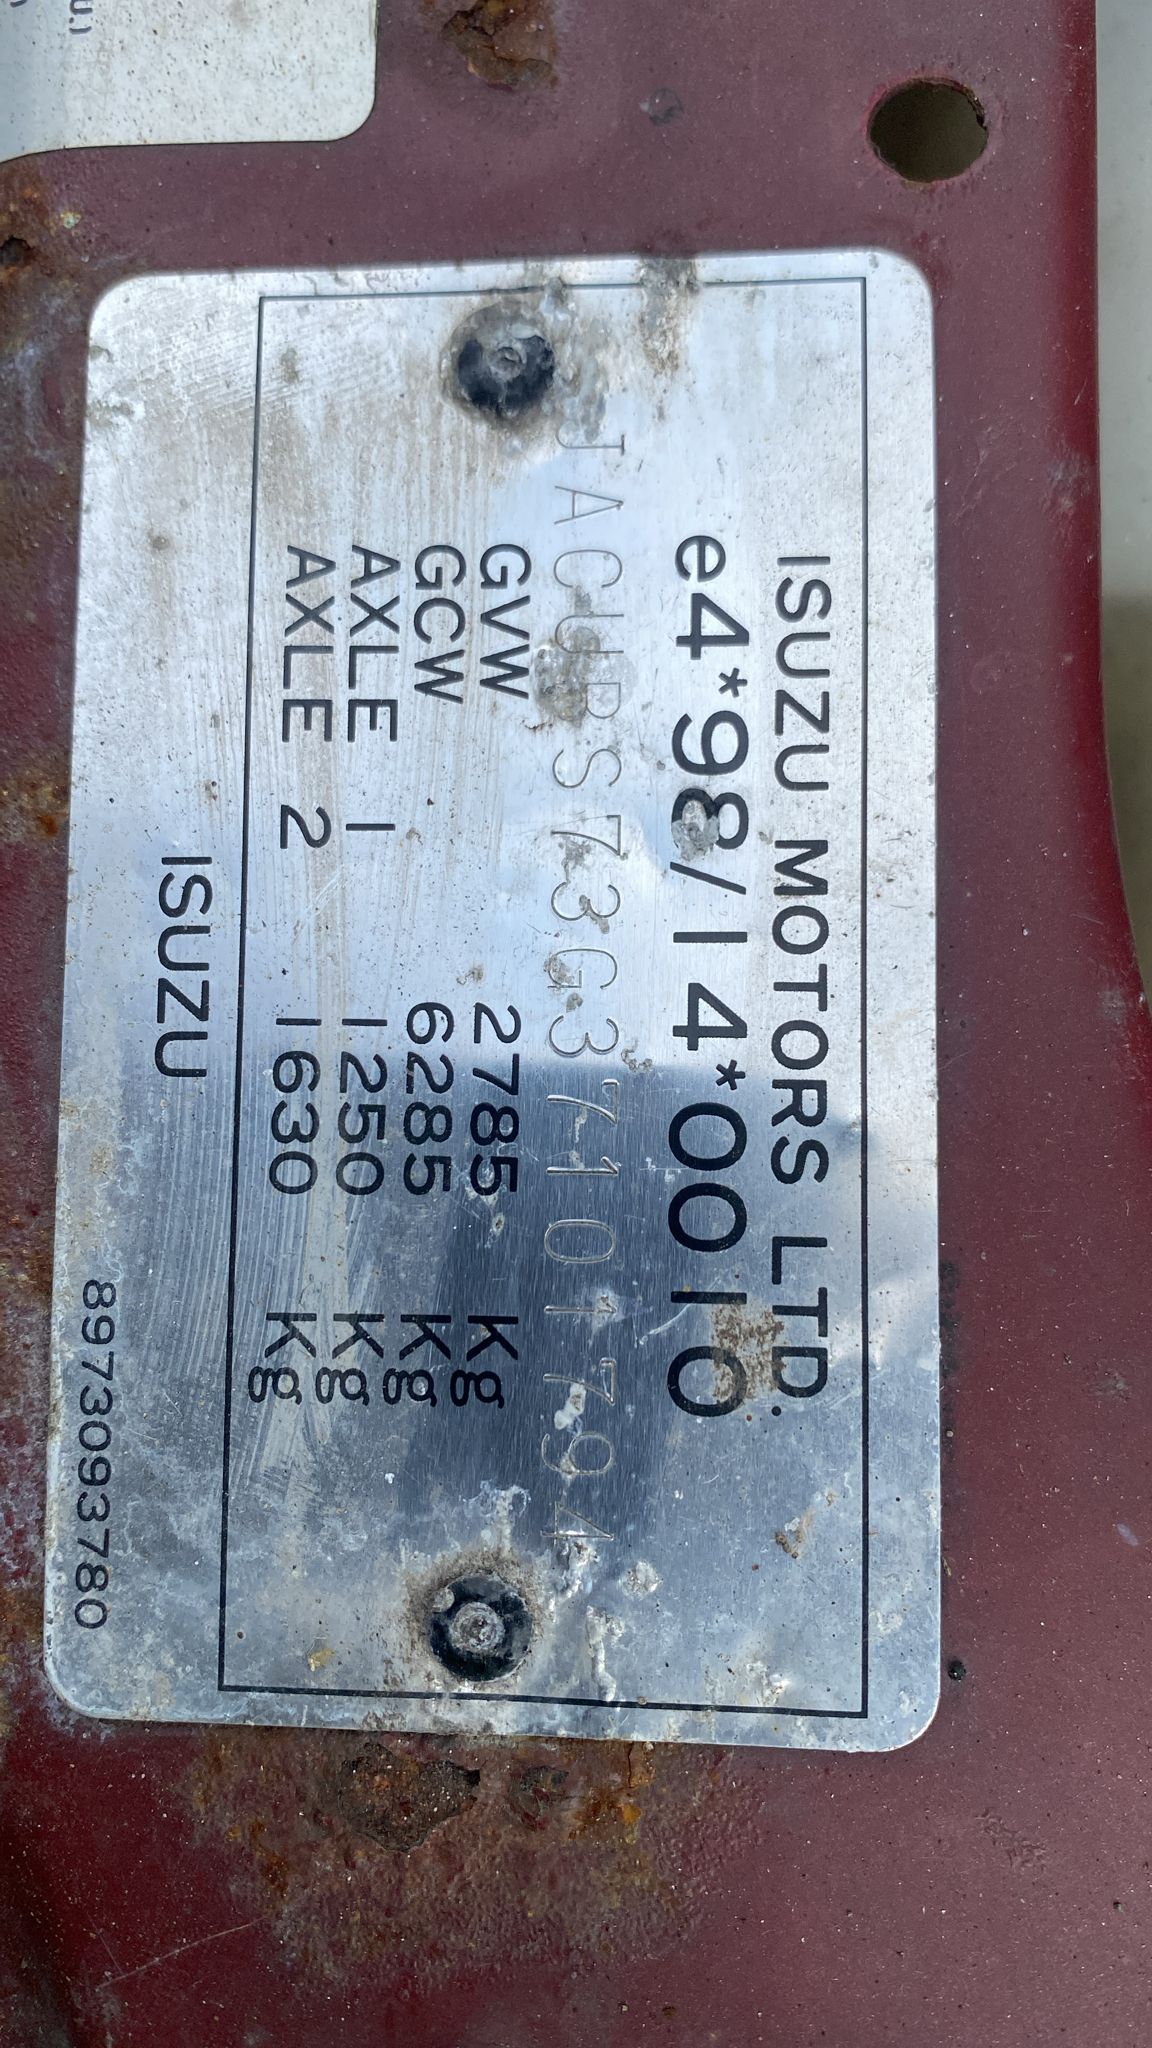 ISUZU MOTORS LTD.
e4*98/14*0010
JACUBS73G37101794
GVW 2785 Kg
GCW 6285 Kg
AXLE 1 1250 Kg
AXLE 2 1630 Kg
ISUZU
8973093780